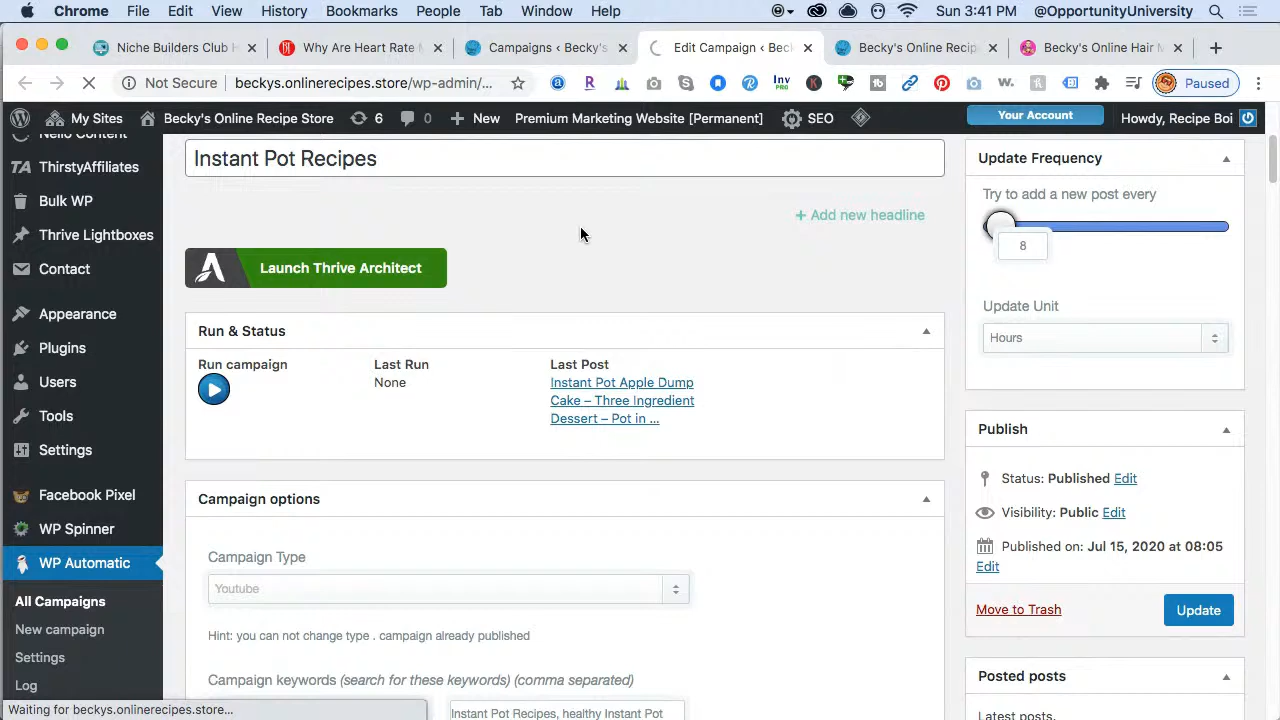 Chrome File Edit View History Bookmarks People Tab Window Help Sun 3:41 PM @OpportunityUniversity
Niche Builders Club H Why Are Heart Rate M Campaigns ‹ Becky's Edit Campaign ‹ Bec Becky's Online Recip Becky's Online Hair M
Not Secure beckys.onlinerecipes.store/wp-admin/... Paused
My Sites Becky's Online Recipe Store 6 0 New Premium Marketing Website [Permanent] SEO Your Account Howdy, Recipe Boi
Nello Content
ThirstyAffiliates
Bulk WP
Thrive Lightboxes
Contact
Appearance
Plugins
Users
Tools
Settings
Facebook Pixel
WP Spinner
WP Automatic
All Campaigns
New campaign
Settings
Log
Waiting for beckys.onlinerecipes.store...
Instant Pot Recipes
+ Add new headline
Launch Thrive Architect
Run & Status
Run campaign Last Run Last Post
None Instant Pot Apple Dump
Cake – Three Ingredient
Dessert – Pot in ...
Campaign options
Campaign Type
Youtube
Hint: you can not change type . campaign already published
Campaign keywords (search for these keywords) (comma separated)
Instant Pot Recipes, healthy Instant Pot
Update Frequency
Try to add a new post every
8
Update Unit
Hours
Publish
Status: Published Edit
Visibility: Public Edit
Published on: Jul 15, 2020 at 08:05
Edit
Move to Trash Update
Posted posts
Latest posts.